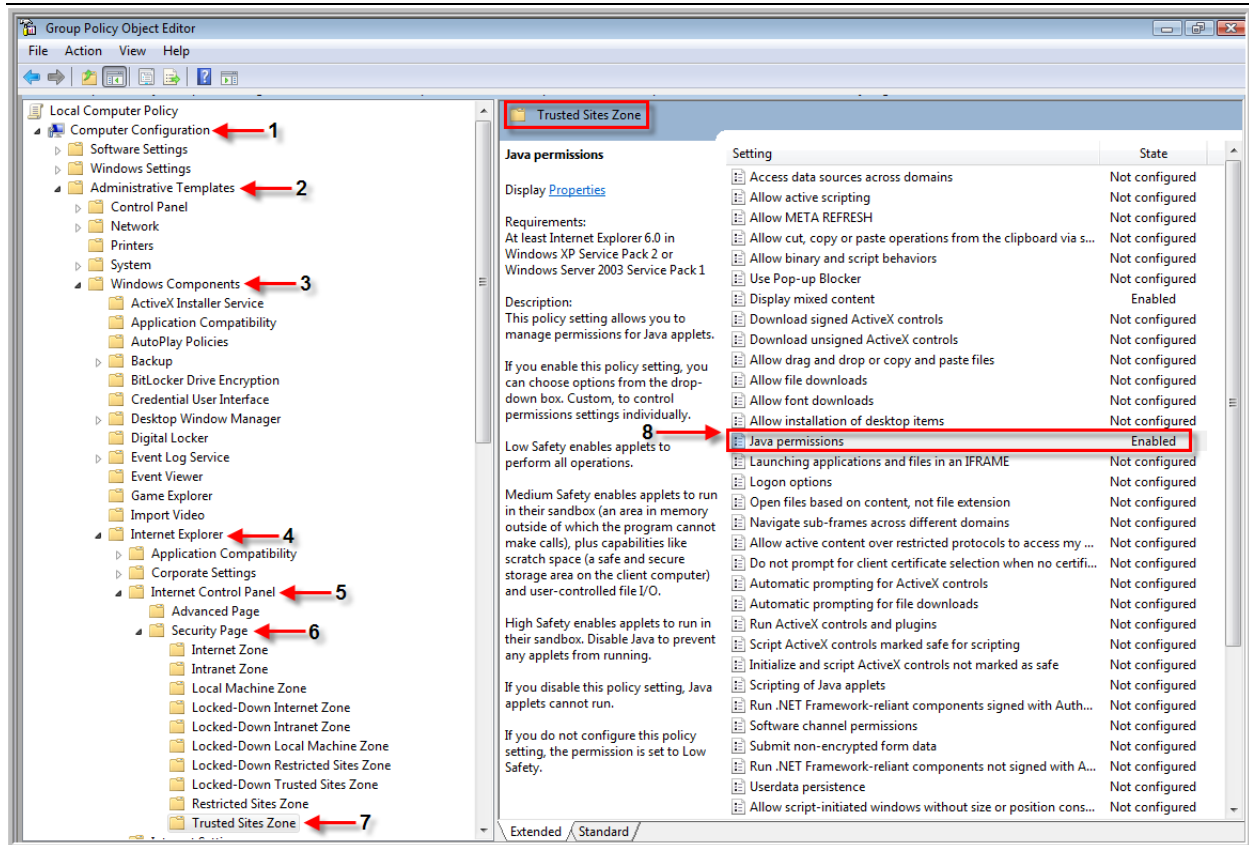 Group Policy Object Editor
File Action View Help
Local Computer Policy
Computer Configuration 1
Software Settings
Windows Settings
Administrative Templates 2
Control Panel
Network
Printers
System
Windows Components 3
ActiveX Installer Service
Application Compatibility
AutoPlay Policies
Backup
BitLocker Drive Encryption
Credential User Interface
Desktop Window Manager
Digital Locker
Event Log Service
Event Viewer
Game Explorer
Import Video
Internet Explorer 4
Application Compatibility
Corporate Settings
Internet Control Panel 5
Advanced Page
Security Page 6
Internet Zone
Intranet Zone
Local Machine Zone
Locked-Down Internet Zone
Locked-Down Intranet Zone
Locked-Down Local Machine Zone
Locked-Down Restricted Sites Zone
Locked-Down Trusted Sites Zone
Restricted Sites Zone
Trusted Sites Zone 7
Trusted Sites Zone
Java permissions
Display Properties
Requirements:
At least Internet Explorer 6.0 in
Windows XP Service Pack 2 or
Windows Server 2003 Service Pack 1
Description:
This policy setting allows you to
manage permissions for Java applets.
If you enable this policy setting, you
can choose options from the drop-
down box. Custom, to control
permissions settings individually.
8
Low Safety enables applets to
perform all operations.
Medium Safety enables applets to run
in their sandbox (an area in memory
outside of which the program cannot
make calls), plus capabilities like
scratch space (a safe and secure
storage area on the client computer)
and user-controlled file I/O.
High Safety enables applets to run in
their sandbox. Disable Java to prevent
any applets from running.
If you disable this policy setting, Java
applets cannot run.
If you do not configure this policy
setting, the permission is set to Low
Safety.
Setting State
Access data sources across domains Not configured
Allow active scripting Not configured
Allow META REFRESH Not configured
Allow cut, copy or paste operations from the clipboard via s... Not configured
Allow binary and script behaviors Not configured
Use Pop-up Blocker Not configured
Display mixed content Enabled
Download signed ActiveX controls Not configured
Download unsigned ActiveX controls Not configured
Allow drag and drop or copy and paste files Not configured
Allow file downloads Not configured
Allow font downloads Not configured
Allow installation of desktop items Not configured
Java permissions Enabled
Launching applications and files in an IFRAME Not configured
Logon options Not configured
Open files based on content, not file extension Not configured
Navigate sub-frames across different domains Not configured
Allow active content over restricted protocols to access my ... Not configured
Do not prompt for client certificate selection when no certifi... Not configured
Automatic prompting for ActiveX controls Not configured
Automatic prompting for file downloads Not configured
Run ActiveX controls and plugins Not configured
Script ActiveX controls marked safe for scripting Not configured
Initialize and script ActiveX controls not marked as safe Not configured
Scripting of Java applets Not configured
Run .NET Framework-reliant components signed with Auth... Not configured
Software channel permissions Not configured
Submit non-encrypted form data Not configured
Run .NET Framework-reliant components not signed with A... Not configured
Userdata persistence Not configured
Allow script-initiated windows without size or position cons... Not configured
Extended Standard